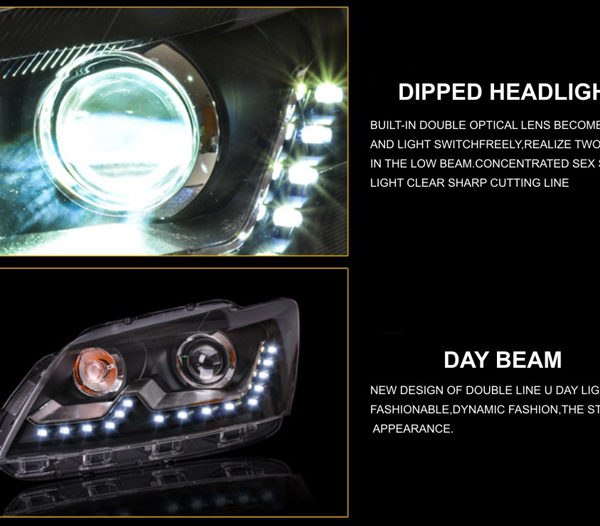 DIPPED HEADLIGH
BUILT-IN DOUBLE OPTICAL LENS BECOME
AND LIGHT SWITCHFREELY,REALIZE TWO
IN THE LOW BEAM.CONCENTRATED SEX S
LIGHT CLEAR SHARP CUTTING LINE
DAY BEAM
NEW DESIGN OF DOUBLE LINE U DAY LIG
FASHIONABLE,DYNAMIC FASHION,THE ST
APPEARANCE.